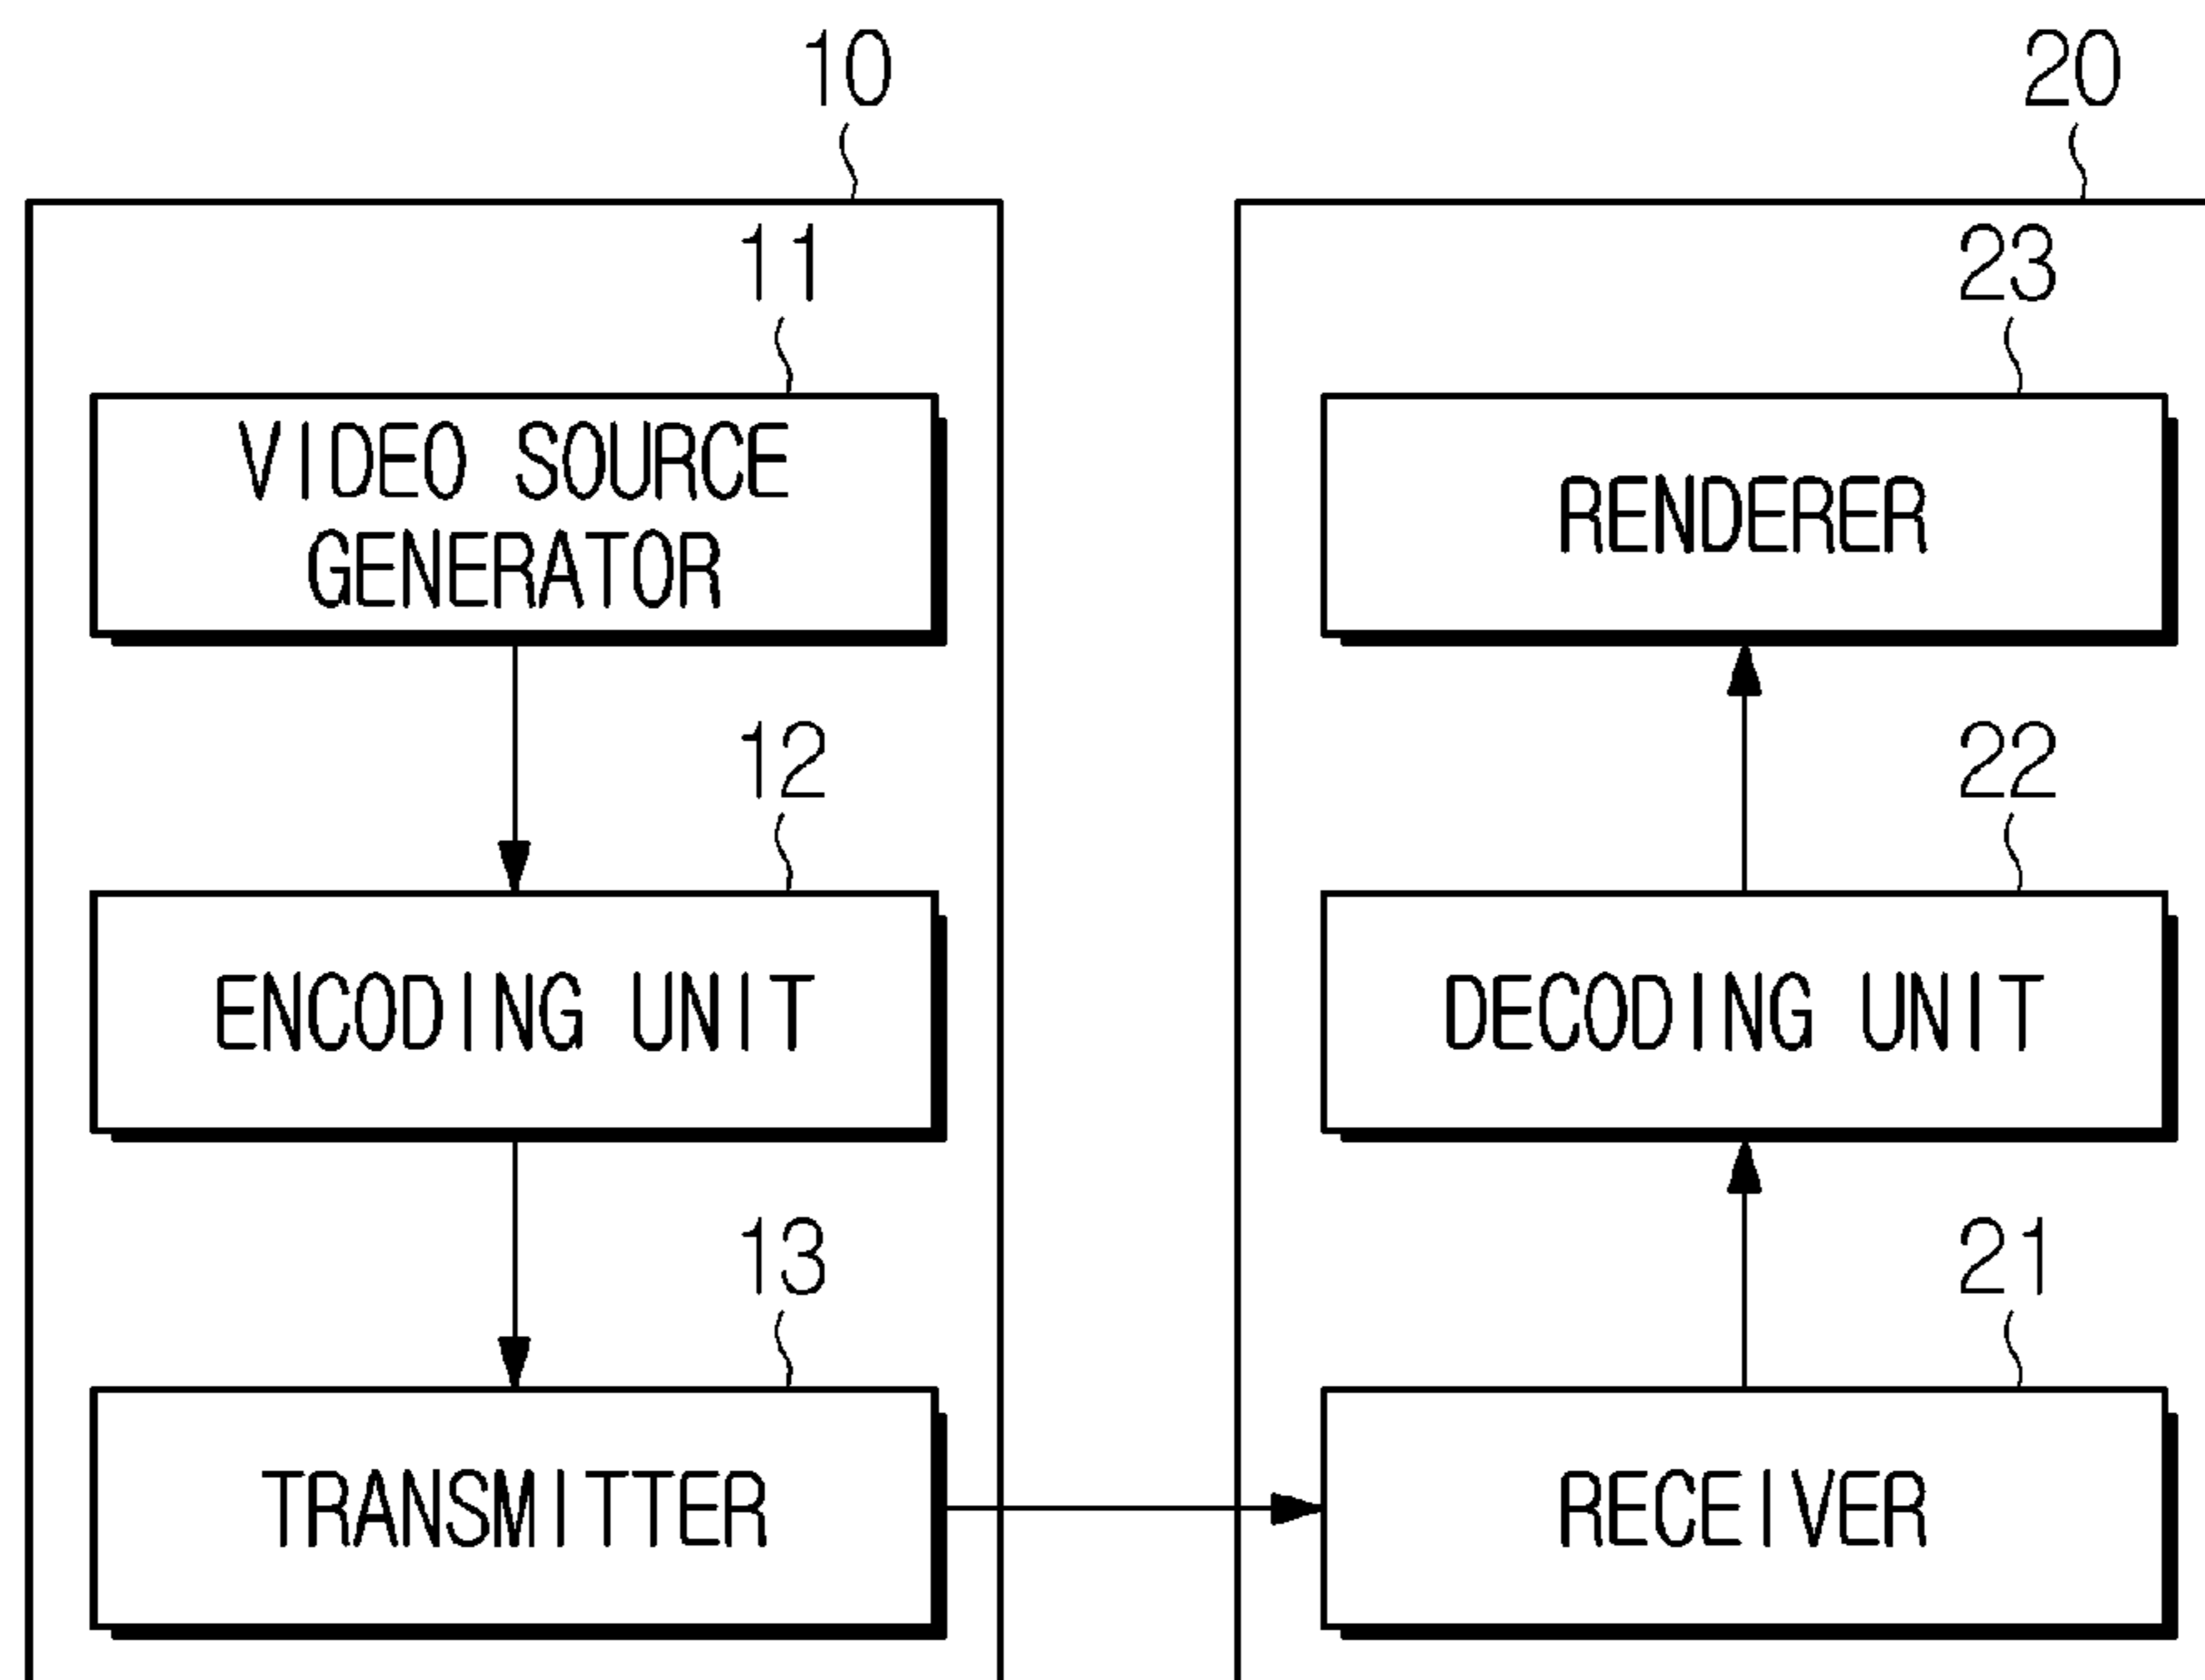 10
20
11
VIDEO SOURCE
GENERATOR
12
ENCODING UNIT
13
TRANSMITTER
23
RENDERER
22
DECODING UNIT
21
RECEIVER